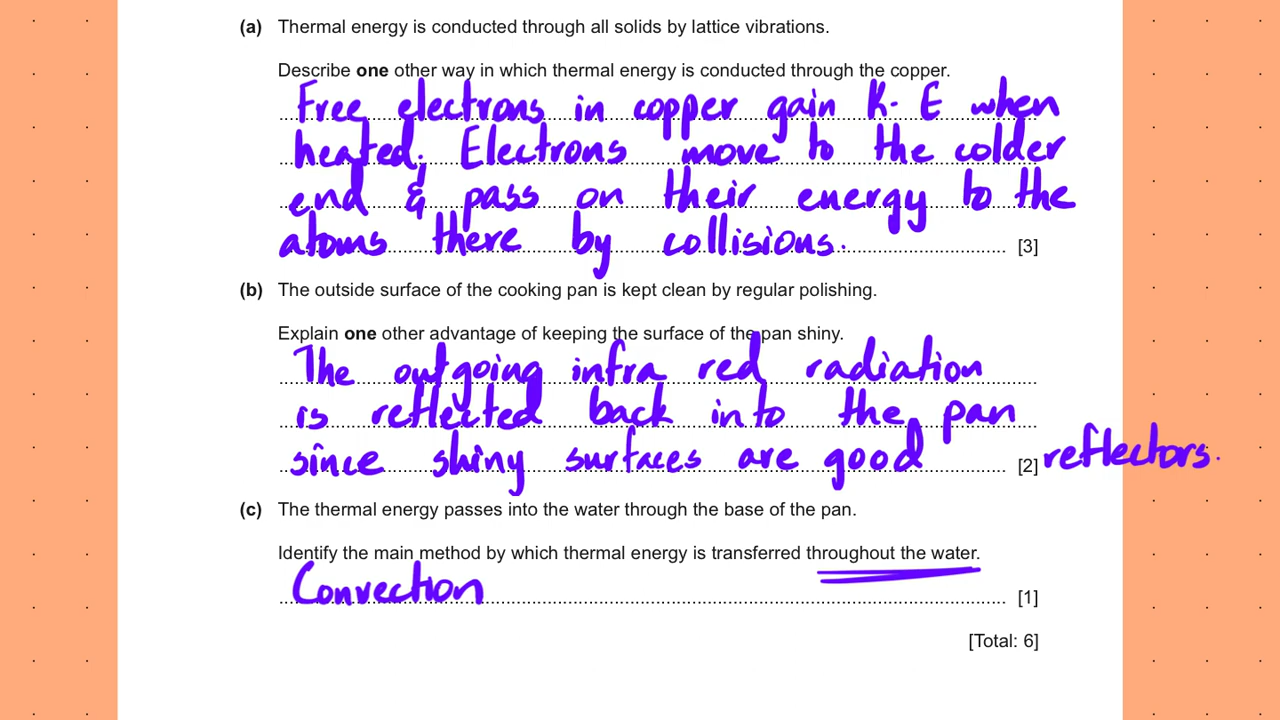 (a) Thermal energy is conducted through all solids by lattice vibrations.
Describe one other way in which thermal energy is conducted through the copper.
Free electrons in copper gain K. E when
heated. Electrons move to the colder
end & pass on their energy to the
atoms there by collisions. [3]
(b) The outside surface of the cooking pan is kept clean by regular polishing.
Explain one other advantage of keeping the surface of the pan shiny.
The outgoing infra red radiation
is reflected back into the pan
since shiny surfaces are good [2] reflectors.
(c) The thermal energy passes into the water through the base of the pan.
Identify the main method by which thermal energy is transferred throughout the water.
Convection [1]
[Total: 6]